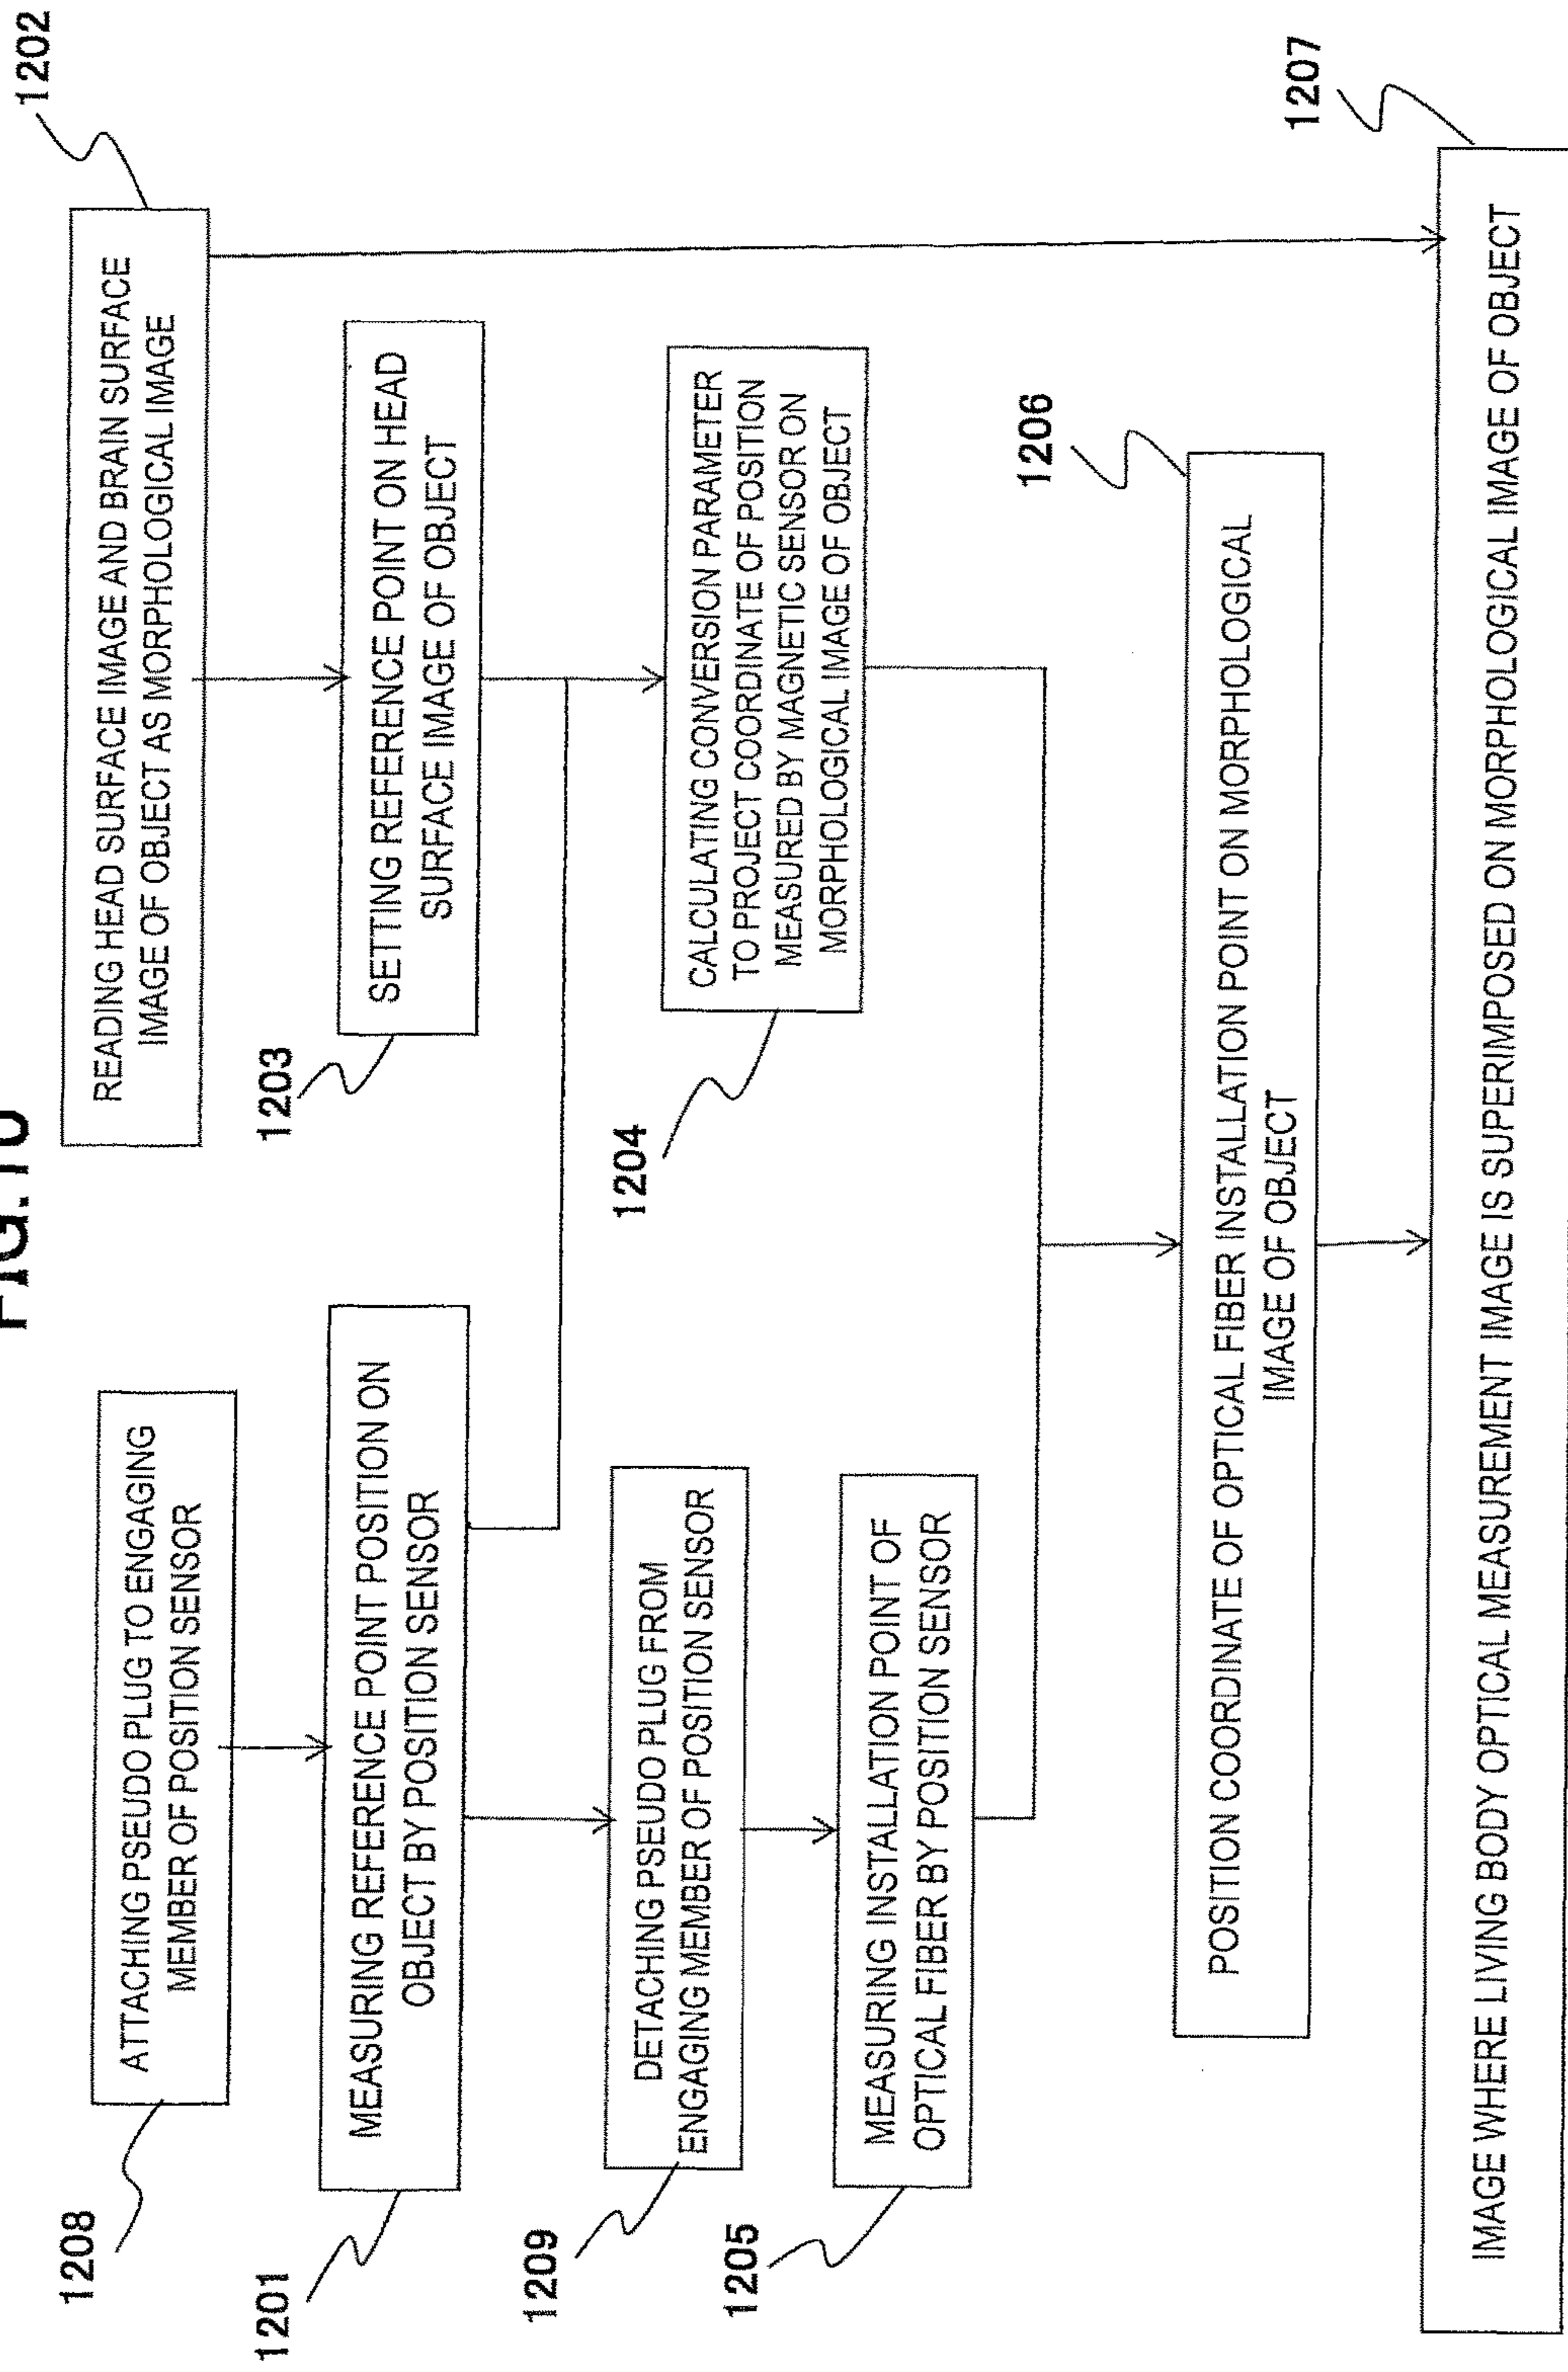 1208
ATTACHING PSEUDO PLUG TO ENGAGING
MEMBER OF POSITION SENSOR
1201
MEASURING REFERENCE POINT POSITION ON
OBJECT BY POSITION SENSOR
1209
DETACHING PSEUDO PLUG FROM
ENGAGING MEMBER OF POSITION SENSOR
1205
MEASURING INSTALLATION POINT OF
OPTICAL FIBER BY POSITION SENSOR
1202
READING HEAD SURFACE IMAGE AND BRAIN SURFACE
IMAGE OF OBJECT AS MORPHOLOGICAL IMAGE
1203
SETTING REFERENCE POINT ON HEAD
SURFACE IMAGE OF OBJECT
1204
CALCULATING CONVERSION PARAMETER
TO PROJECT COORDINATE OF POSITION
MEASURED BY MAGNETIC SENSOR ON
MORPHOLOGICAL IMAGE OF OBJECT
1206
POSITION COORDINATE OF OPTICAL FIBER INSTALLATION POINT ON MORPHOLOGICAL
IMAGE OF OBJECT
1207
IMAGE WHERE LIVING BODY OPTICAL MEASUREMENT IMAGE IS SUPERIMPOSED ON MORPHOLOGICAL IMAGE OF OBJECT